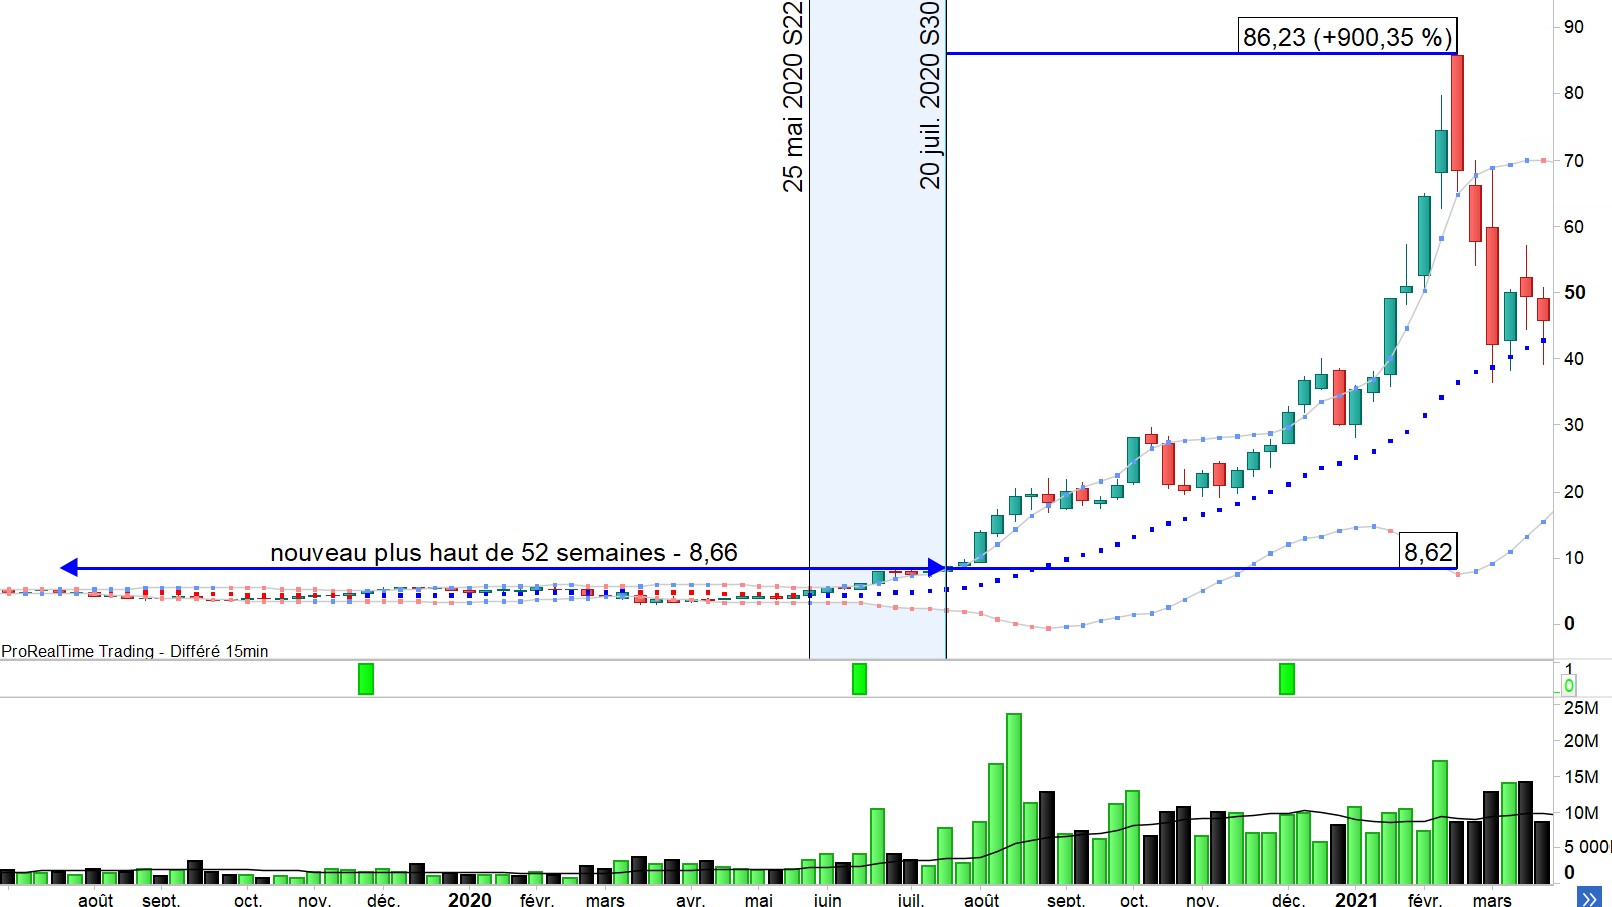 25 mai 2020 S22
20 juil. 2020 S30
86,23 (+900,35 %)
90
80
70
60
50
40
30
20
10
0
nouveau plus haut de 52 semaines - 8,66
8,62
ProRealTime Trading - Différé 15min
1
0
25M
20M
15M
10M
5 000
0
août sept. oct. nov. déc. 2020 févr. mars avr. mai juin juil. août sept. oct. nov. déc. 2021 févr. mars